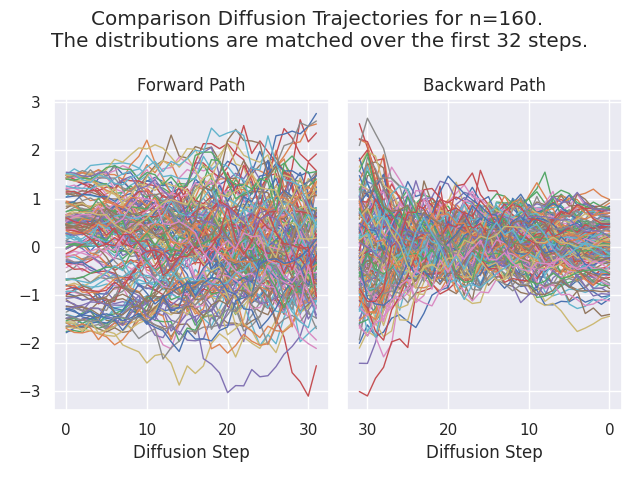 Comparison Diffusion Trajectories for n=160.
The distributions are matched over the first 32 steps.
Forward Path
Backward Path
3
2
1
0
−1
−2
−3
0 10 20 30
30 20 10 0
Diffusion Step
Diffusion Step